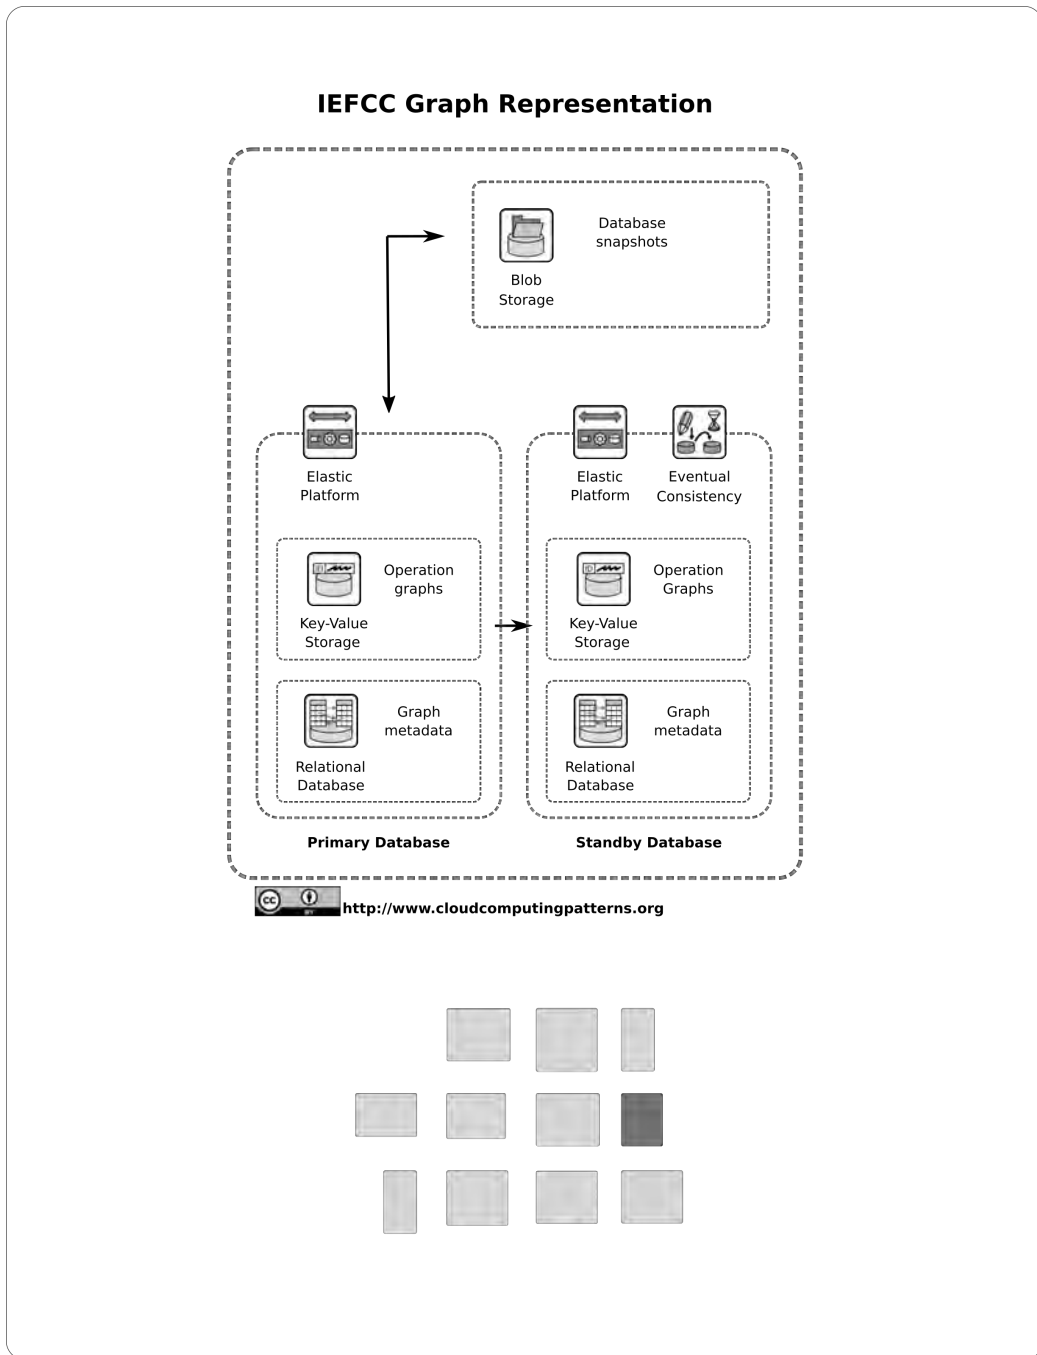 IEFCC Graph Representation
Database
snapshots
Blob
Storage
Elastic
Platform
Elastic
Platform
Eventual
Consistency
Operation
graphs
Key-Value
Storage
Operation
Graphs
Key-Value
Storage
Graph
metadata
Relational
Database
Graph
metadata
Relational
Database
Primary Database
Standby Database
cc
BY
http://www.cloudcomputingpatterns.org